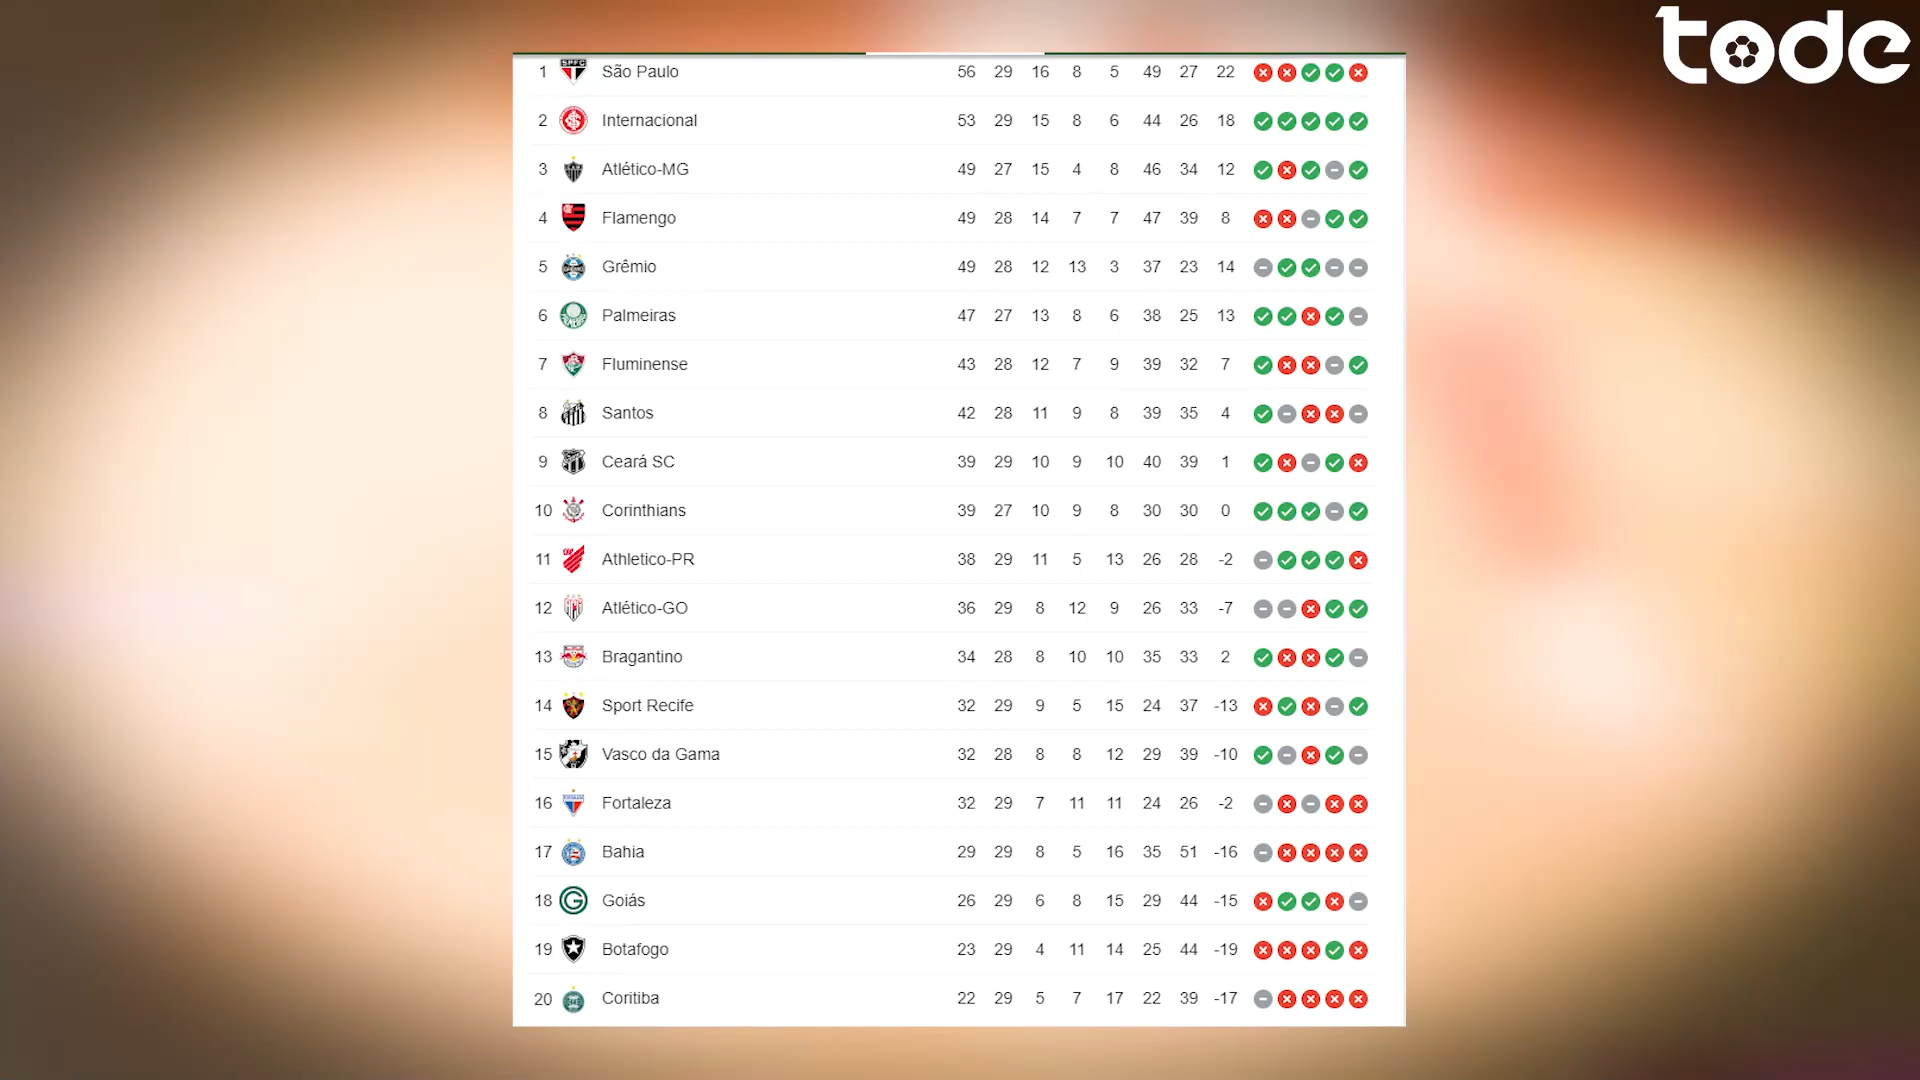 tode
1 São Paulo 56 29 16 8 5 49 27 22
2 Internacional 53 29 15 8 6 44 26 18
3 Atlético-MG 49 27 15 4 8 46 34 12
4 Flamengo 49 28 14 7 7 47 39 8
5 Grêmio 49 28 12 13 3 37 23 14
6 Palmeiras 47 27 13 8 6 38 25 13
7 Fluminense 43 28 12 7 9 39 32 7
8 Santos 42 28 11 9 8 39 35 4
9 Ceará SC 39 29 10 9 10 40 39 1
10 Corinthians 39 27 10 9 8 30 30 0
11 Athletico-PR 38 29 11 5 13 26 28 -2
12 Atlético-GO 36 29 8 12 9 26 33 -7
13 Bragantino 34 28 8 10 10 35 33 2
14 Sport Recife 32 29 9 5 15 24 37 -13
15 Vasco da Gama 32 28 8 8 12 29 39 -10
16 Fortaleza 32 29 7 11 11 24 26 -2
17 Bahia 29 29 8 5 16 35 51 -16
18 Goiás 26 29 6 8 15 29 44 -15
19 Botafogo 23 29 4 11 14 25 44 -19
20 Coritiba 22 29 5 7 17 22 39 -17